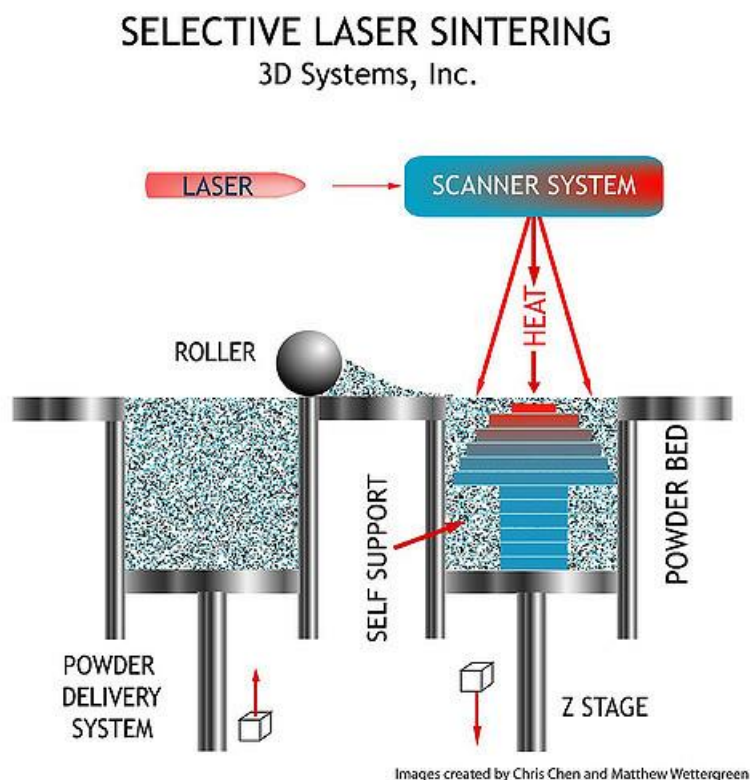 SELECTIVE LASER SINTERING
3D Systems, Inc.
LASER
SCANNER SYSTEM
HEAT
ROLLER
SELF SUPPORT
POWDER BED
POWDER
DELIVERY
SYSTEM
Z STAGE
Images created by Chris Chen and Matthew Wettergreen